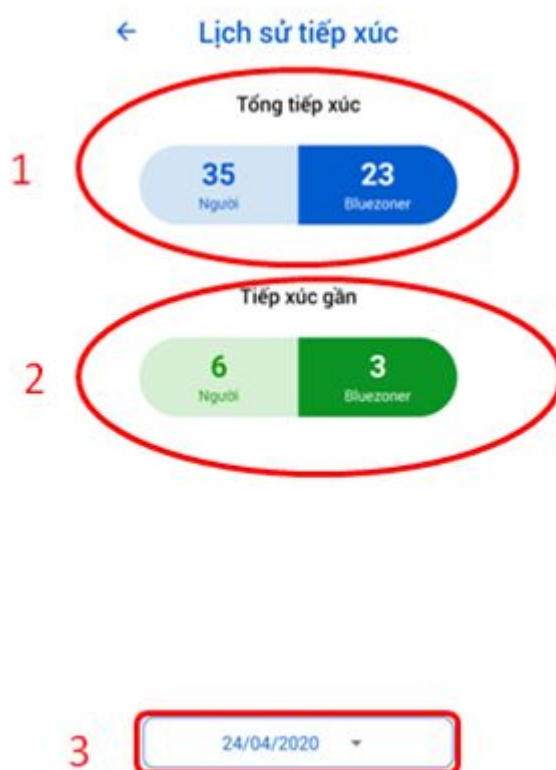 ← Lịch sử tiếp xúc
Tổng tiếp xúc
1
35 23
Người Bluezoner
Tiếp xúc gần
2
6 3
Người Bluezoner
3
24/04/2020